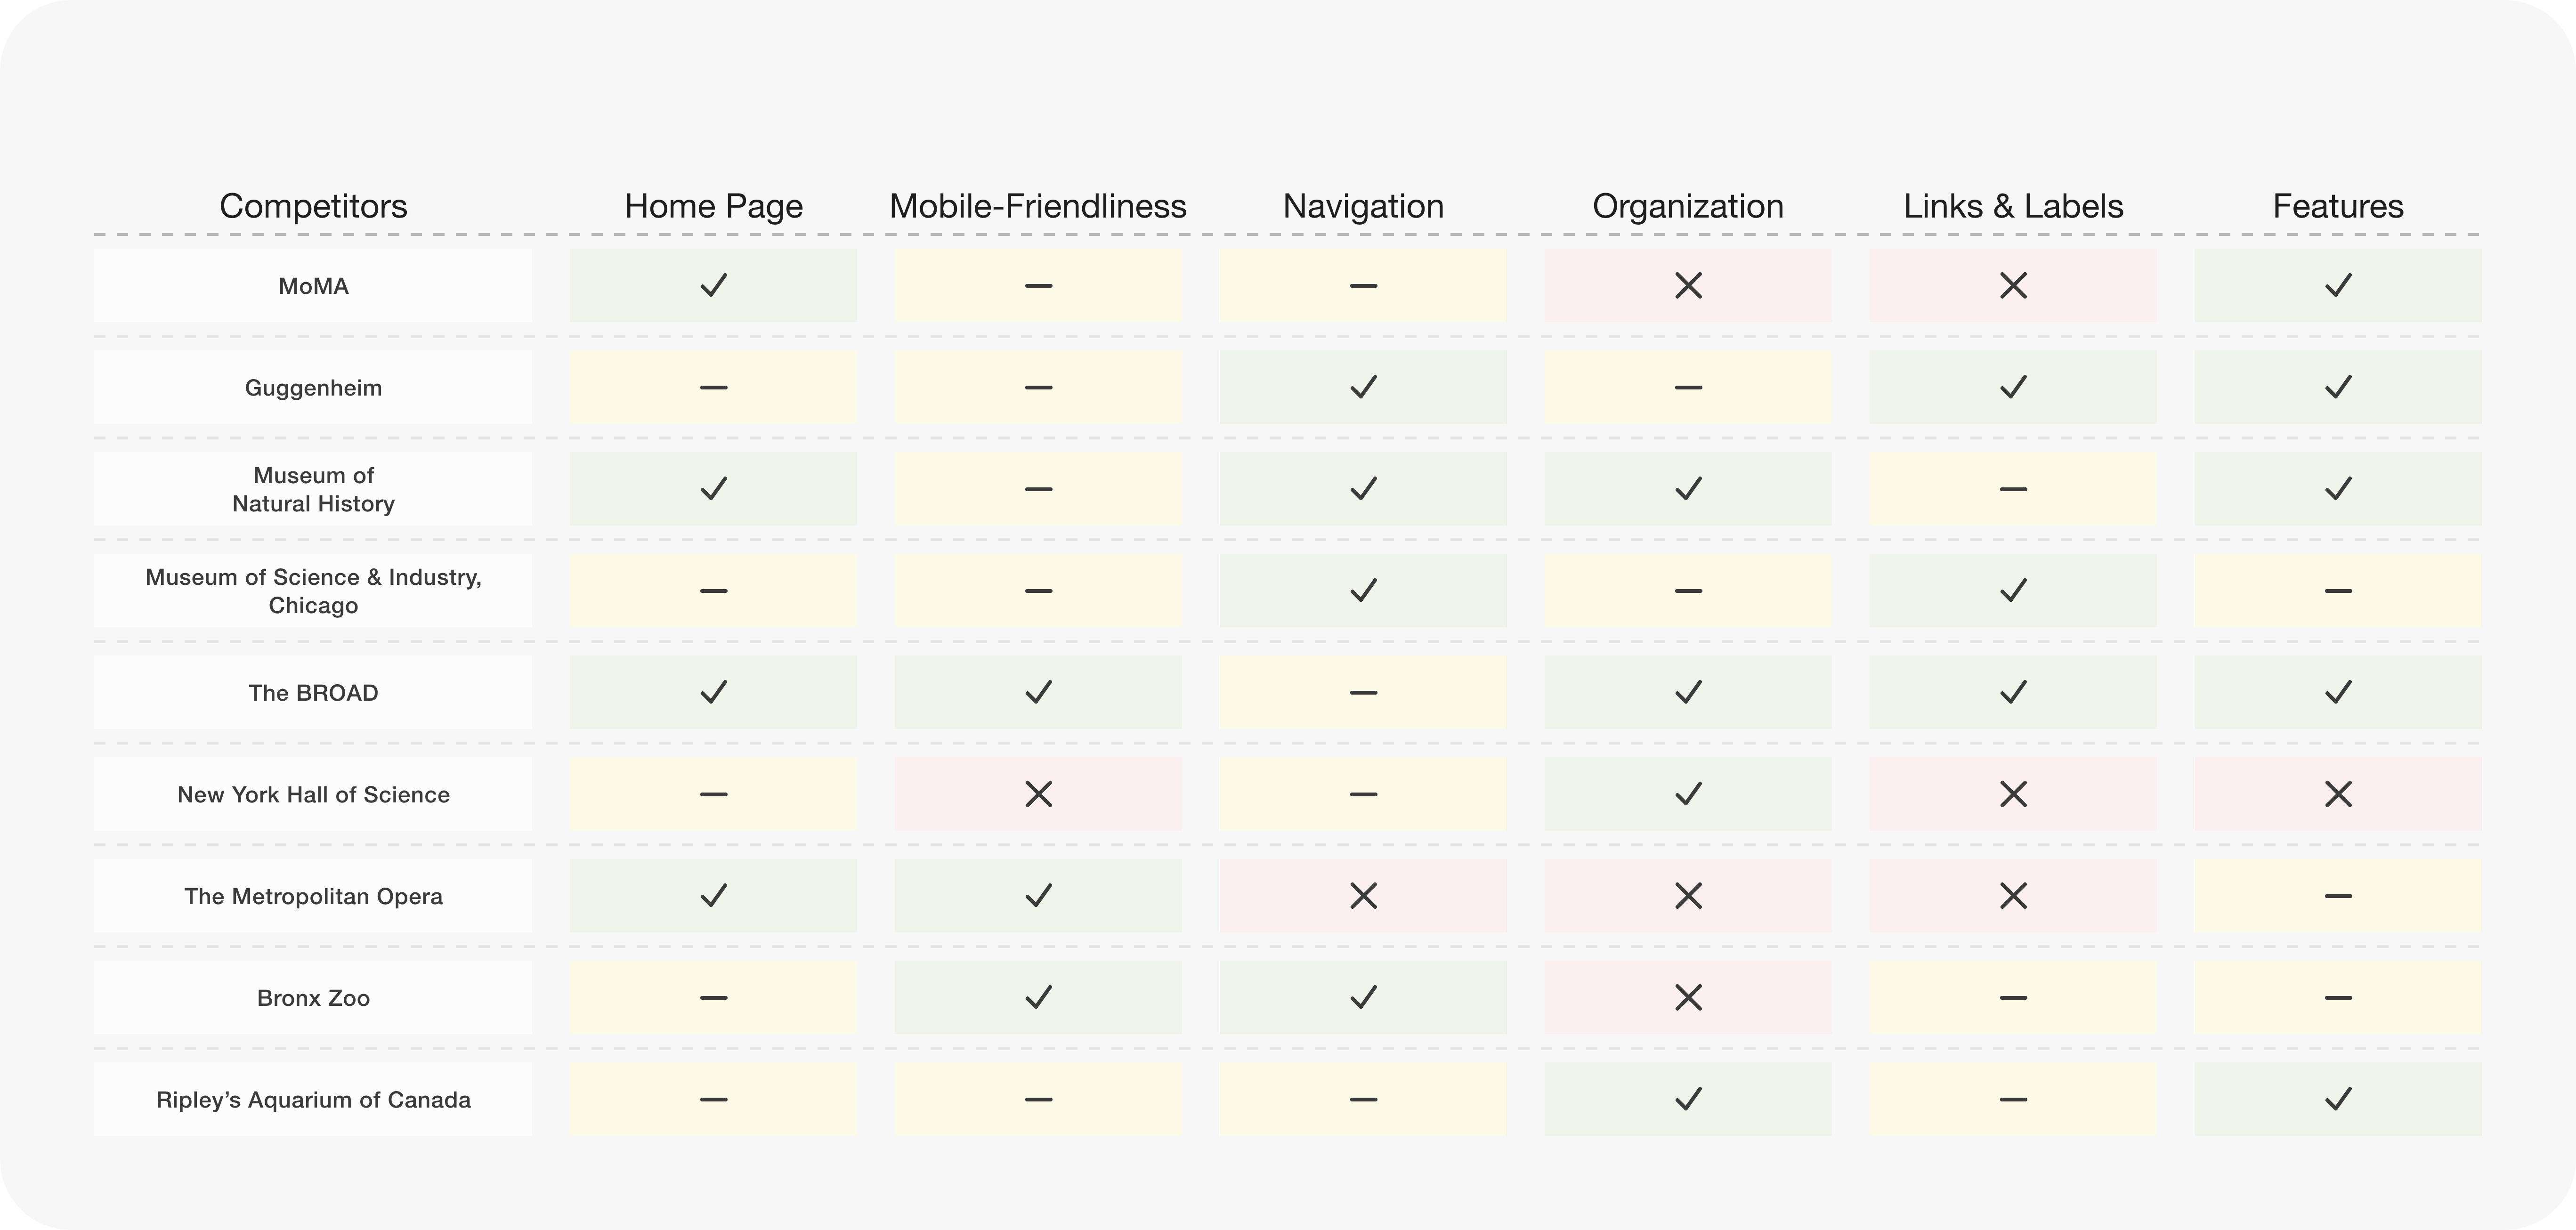 Competitors Home Page Mobile-Friendliness Navigation Organization Links & Labels Features
MoMA ✓ — — ✕ ✕ ✓
Guggenheim — — ✓ — ✓ ✓
Museum of
Natural History ✓ — ✓ ✓ — ✓
Museum of Science & Industry,
Chicago — — ✓ — ✓ —
The BROAD ✓ ✓ — ✓ ✓ ✓
New York Hall of Science — ✕ — ✓ ✕ ✕
The Metropolitan Opera ✓ ✓ ✕ ✕ ✕ —
Bronx Zoo — ✓ ✓ ✕ — —
Ripley’s Aquarium of Canada — — — ✓ — ✓